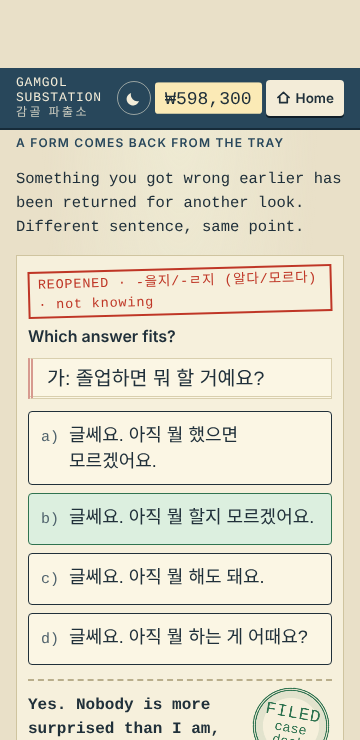 GAMGOL
SUBSTATION
감골 파출소
₩598,300
Home
A FORM COMES BACK FROM THE TRAY
Something you got wrong earlier has
been returned for another look.
Different sentence, same point.
REOPENED · -을지/-ㄹ지 (알다/모르다)
· not knowing
Which answer fits?
가: 졸업하면 뭐 할 거예요?
a) 글쎄요. 아직 뭘 했으면
모르겠어요.
b) 글쎄요. 아직 뭘 할지 모르겠어요.
c) 글쎄요. 아직 뭘 해도 돼요.
d) 글쎄요. 아직 뭘 하는 게 어때요?
Yes. Nobody is more
surprised than I am,
FILED
case